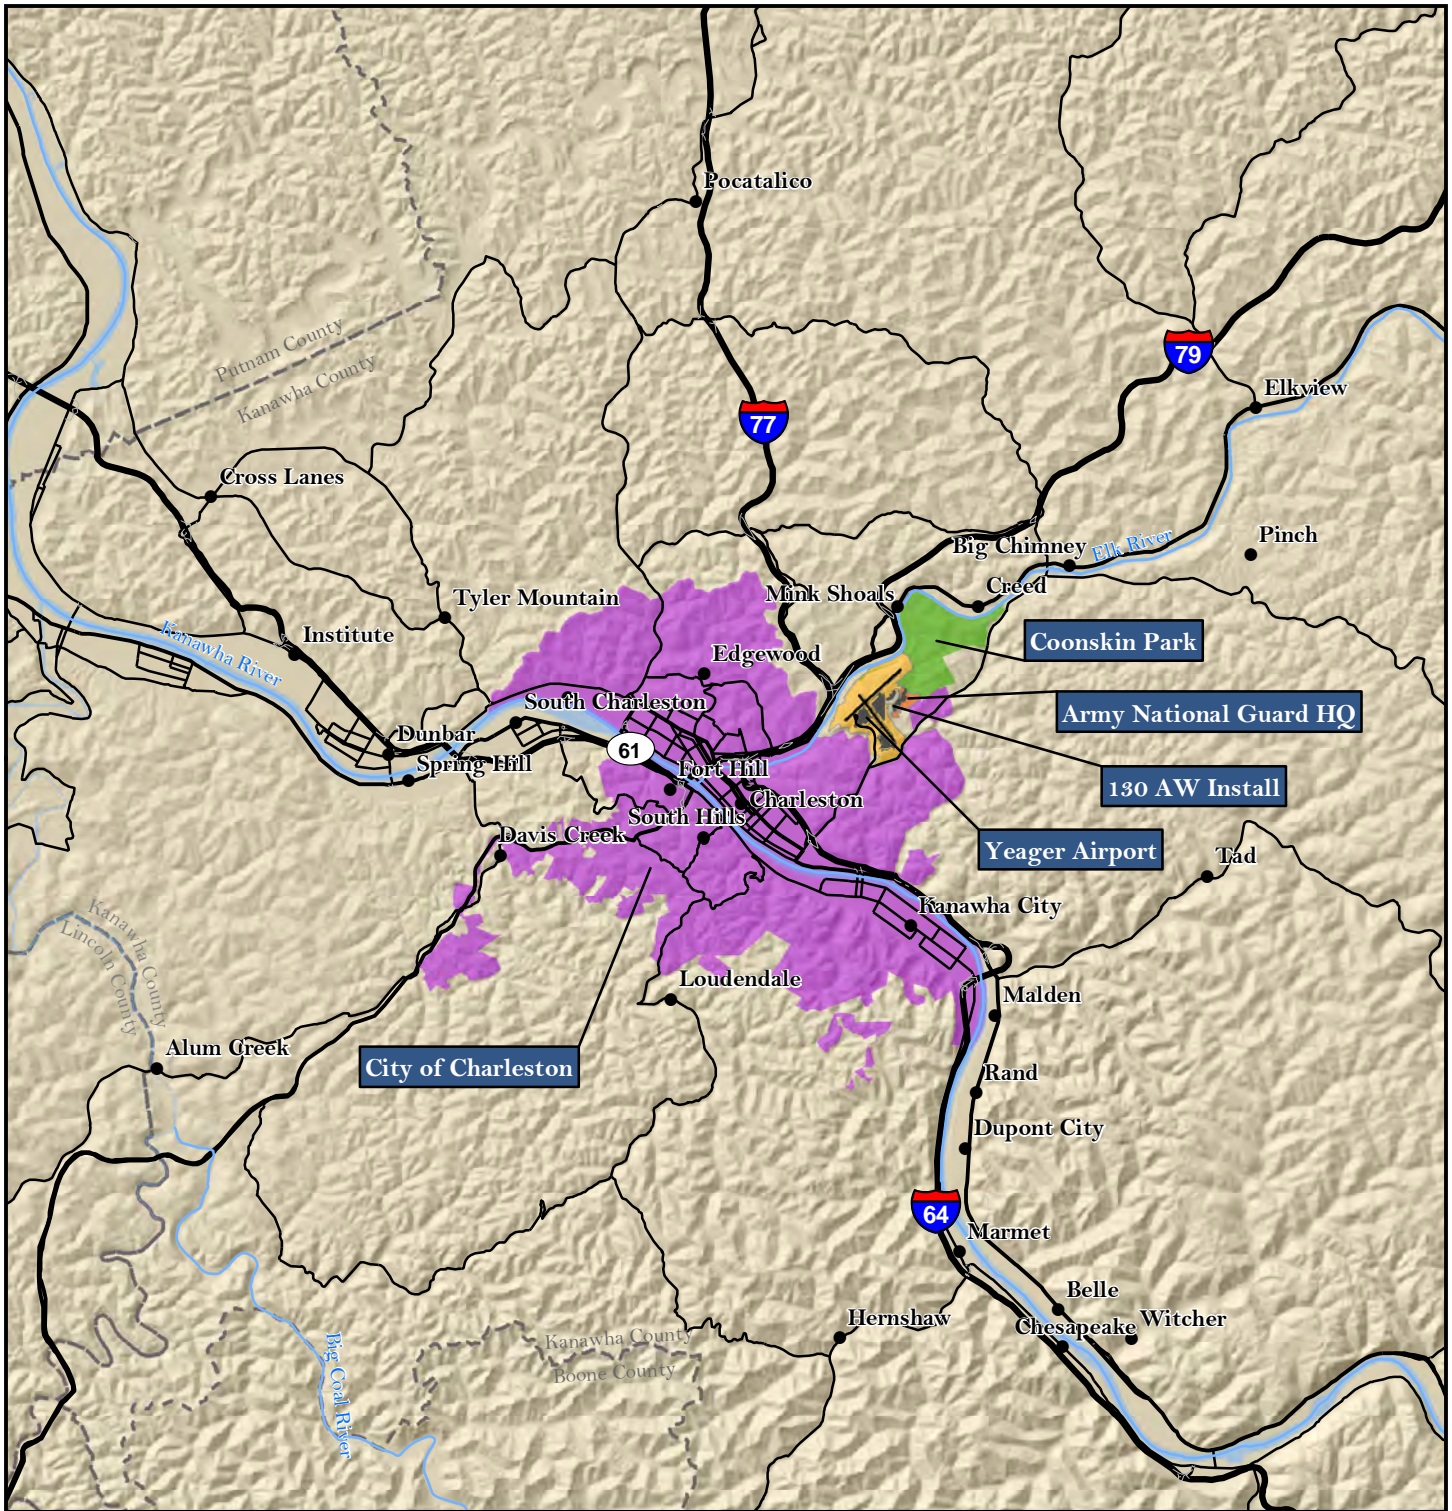 Pocatalico
Putnam County
Kanawha County
79
Elkview
77
Cross Lanes
Pinch
Big Chimney
Elk River
Creed
Mink Shoals
Tyler Mountain
Institute
Kanawha River
Coonskin Park
Edgewood
South Charleston
Army National Guard HQ
Dunbar
61
Spring Hill
Fort Hill
130 AW Install
Charleston
South Hills
Davis Creek
Yeager Airport
Tad
Kanawha City
Kanawha County
Lincoln County
Loudendale
Malden
Alum Creek
City of Charleston
Rand
Dupont City
64
Marmet
Belle
Hernshaw
Chesapeake
Witcher
Kanawha County
Boone County
Big Coal River